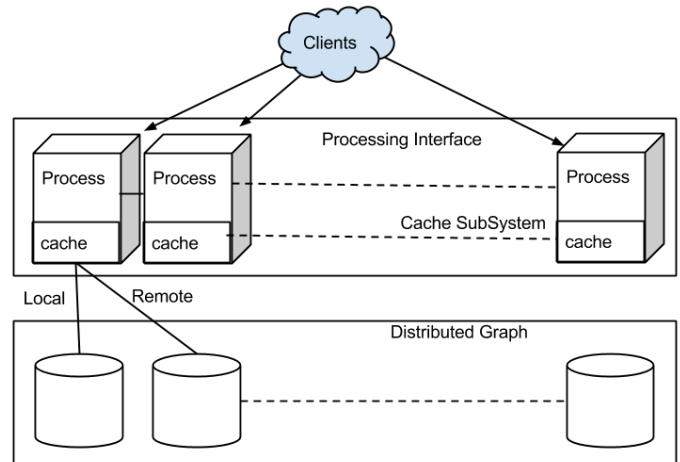 Clients
Processing Interface
Process
Process
Process
Cache SubSystem
cache
cache
cache
Local
Remote
Distributed Graph